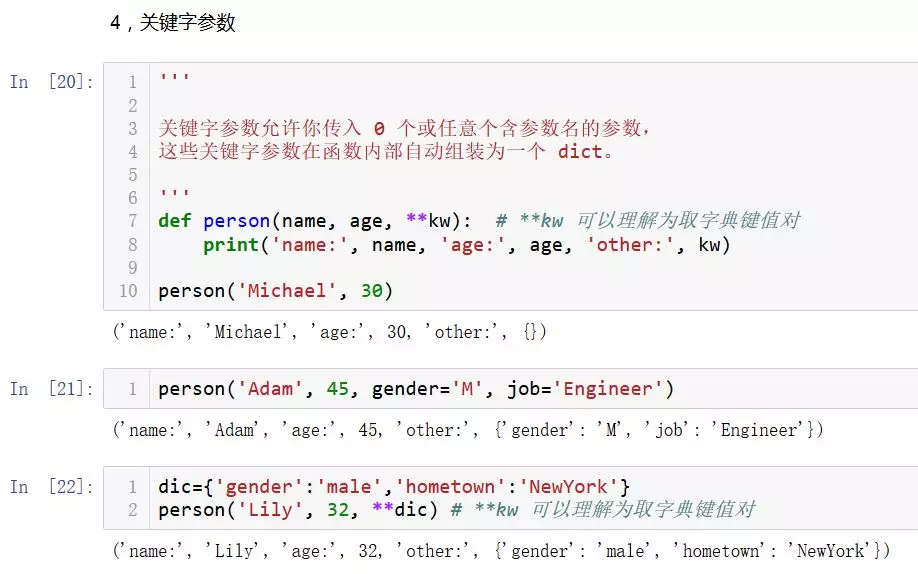 4，关键字参数
In [20]:
1 '''
2
3 关键字参数允许你传入 0 个或任意个含参数名的参数，
4 这些关键字参数在函数内部自动组装为一个 dict。
5
6 '''
7 def person(name, age, **kw):  # **kw 可以理解为取字典键值对
8     print('name:', name, 'age:', age, 'other:', kw)
9
10 person('Michael', 30)
('name:', 'Michael', 'age:', 30, 'other:', {})
In [21]:
1 person('Adam', 45, gender='M', job='Engineer')
('name:', 'Adam', 'age:', 45, 'other:', {'gender': 'M', 'job': 'Engineer'})
In [22]:
1 dic={'gender':'male','hometown':'NewYork'}
2 person('Lily', 32, **dic) # **kw 可以理解为取字典键值对
('name:', 'Lily', 'age:', 32, 'other:', {'gender': 'male', 'hometown': 'NewYork'})